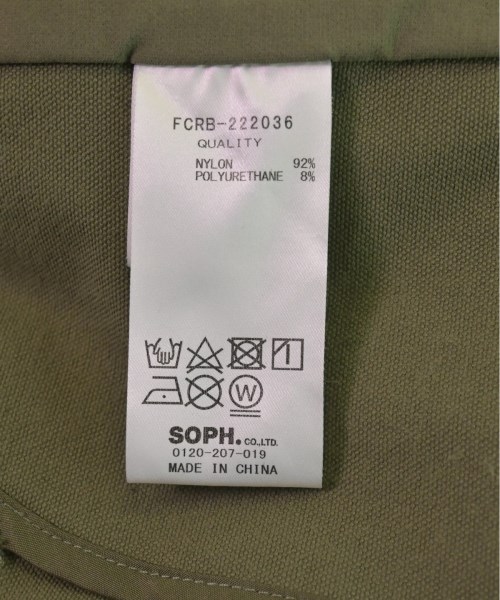 FCRB-222036
QUALITY
NYLON 92%
POLYURETHANE 8%
W
SOPH. CO.,LTD.
0120-207-019
MADE IN CHINA